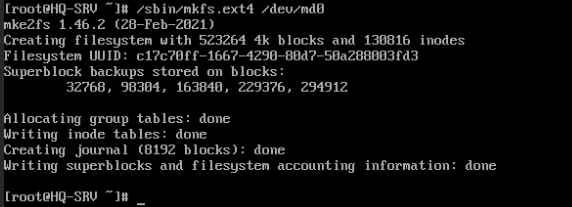 [root@HQ-SRV ~]# /sbin/mkfs.ext4 /dev/md0
mke2fs 1.46.2 (28-Feb-2021)
Creating filesystem with 523264 4k blocks and 130816 inodes
Filesystem UUID: c17c70ff-1667-4290-80d7-50a288003fd3
Superblock backups stored on blocks:
        32768, 98304, 163840, 229376, 294912

Allocating group tables: done
Writing inode tables: done
Creating journal (8192 blocks): done
Writing superblocks and filesystem accounting information: done

[root@HQ-SRV ~]# _